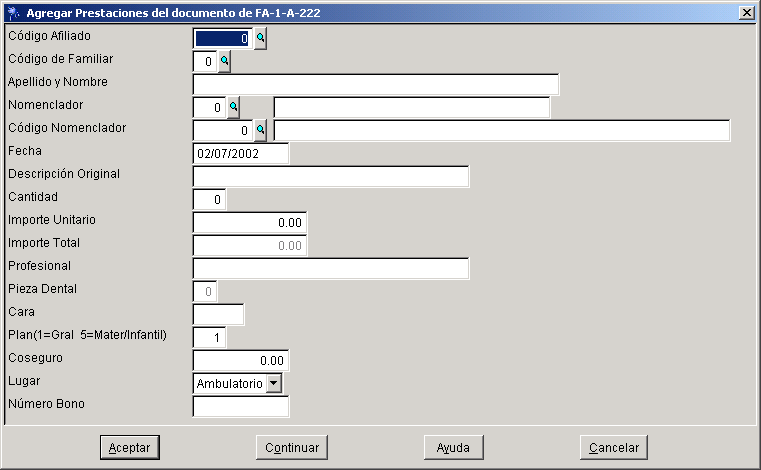 Agregar Prestaciones del documento de FA-1-A-222
Código Afiliado 0
Código de Familiar 0
Apellido y Nombre
Nomenclador 0
Código Nomenclador 0
Fecha 02/07/2002
Descripción Original
Cantidad 0
Importe Unitario 0.00
Importe Total 0.00
Profesional
Pieza Dental 0
Cara
Plan(1=Gral 5=Mater/Infantil) 1
Coseguro 0.00
Lugar Ambulatorio
Número Bono
Aceptar Continuar Ayuda Cancelar